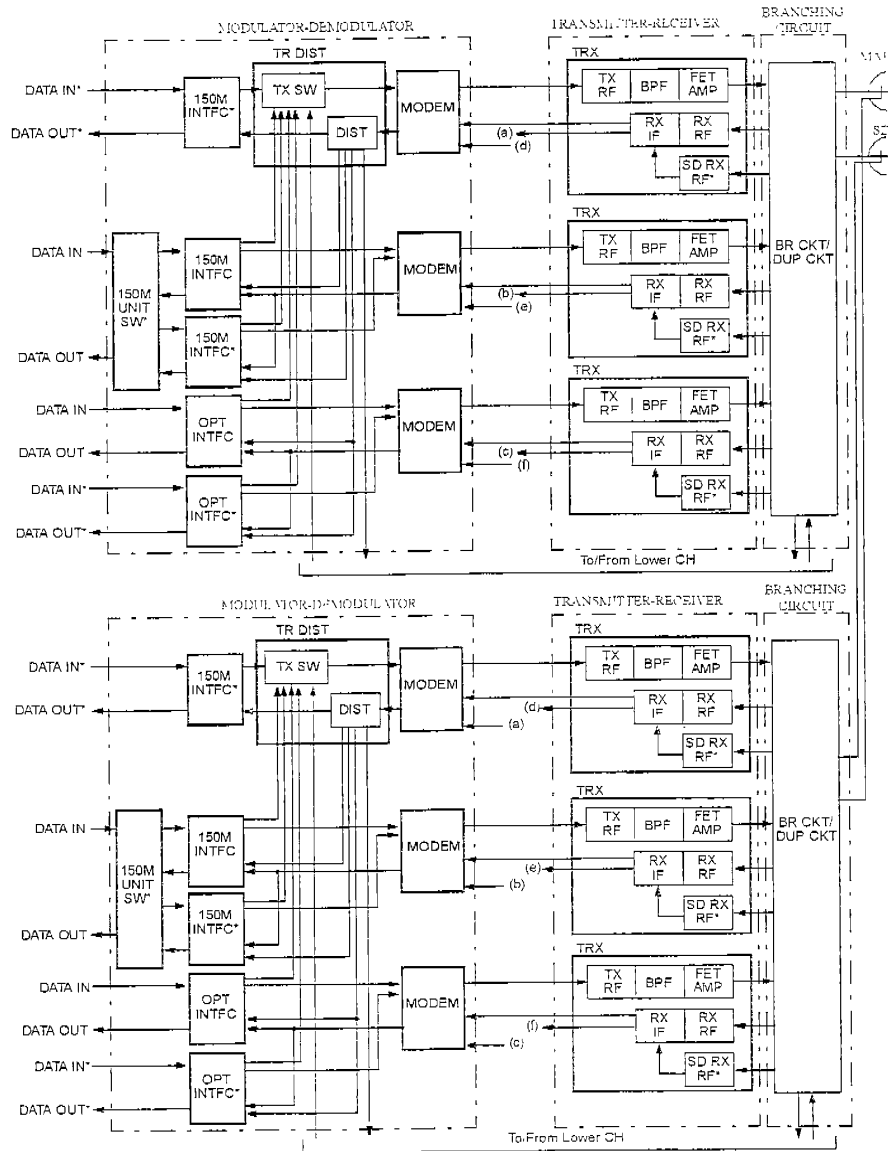 MODULATOR-DEMODULATOR
TRANSMITTER-RECEIVER
BRANCHING
CIRCUIT
TR DIST
TRX
DATA IN*
150M
INTFC*
TX SW
MODEM
TX
RF
BPF
FET
AMP
DATA OUT*
DIST
(a)
(d)
RX
IF
RX
RF
SD RX
RF*
TRX
DATA IN
150M
INTFC
MODEM
TX
RF
BPF
FET
AMP
BR CKT/
DUP CKT
150M
UNIT
SW*
(b)
(e)
RX
IF
RX
RF
150M
INTFC*
SD RX
RF*
DATA OUT
TRX
DATA IN
OPT
INTFC
MODEM
TX
RF
BPF
FET
AMP
DATA OUT
(c)
(f)
RX
IF
RX
RF
DATA IN*
OPT
INTFC*
SD RX
RF*
DATA OUT*
To/From Lower CH
MODULATOR-DEMODULATOR
TRANSMITTER-RECEIVER
BRANCHING
CIRCUIT
TR DIST
TRX
DATA IN*
150M
INTFC*
TX SW
MODEM
TX
RF
BPF
FET
AMP
DATA OUT*
DIST
(d)
(a)
RX
IF
RX
RF
SD RX
RF*
TRX
DATA IN
150M
INTFC
MODEM
TX
RF
BPF
FET
AMP
BR CKT/
DUP CKT
150M
UNIT
SW*
(e)
(b)
RX
IF
RX
RF
150M
INTFC*
SD RX
RF*
DATA OUT
TRX
DATA IN
OPT
INTFC
MODEM
TX
RF
BPF
FET
AMP
DATA OUT
(f)
(c)
RX
IF
RX
RF
DATA IN*
OPT
INTFC*
SD RX
RF*
DATA OUT*
To/From Lower CH